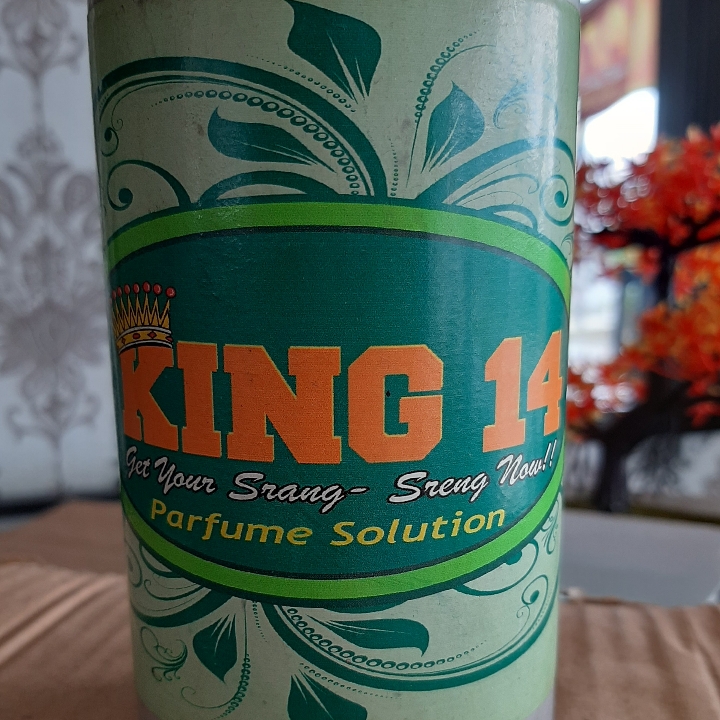 KING 14
Get Your Srang- Sreng Now!!
Parfume Solution